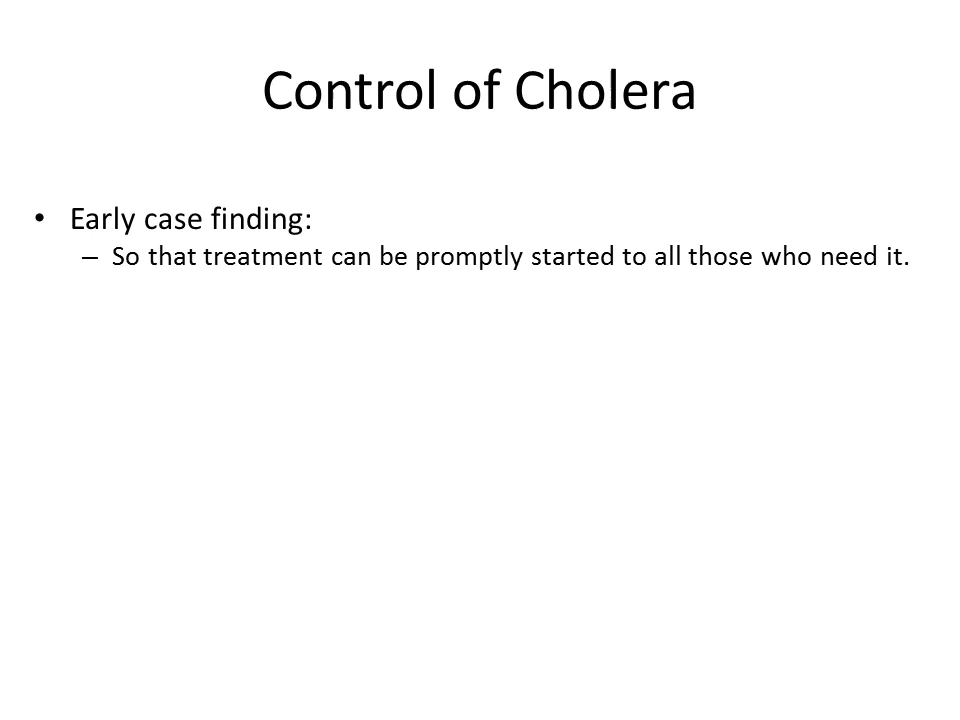 Control of Cholera
• Early case finding:
– So that treatment can be promptly started to all those who need it.